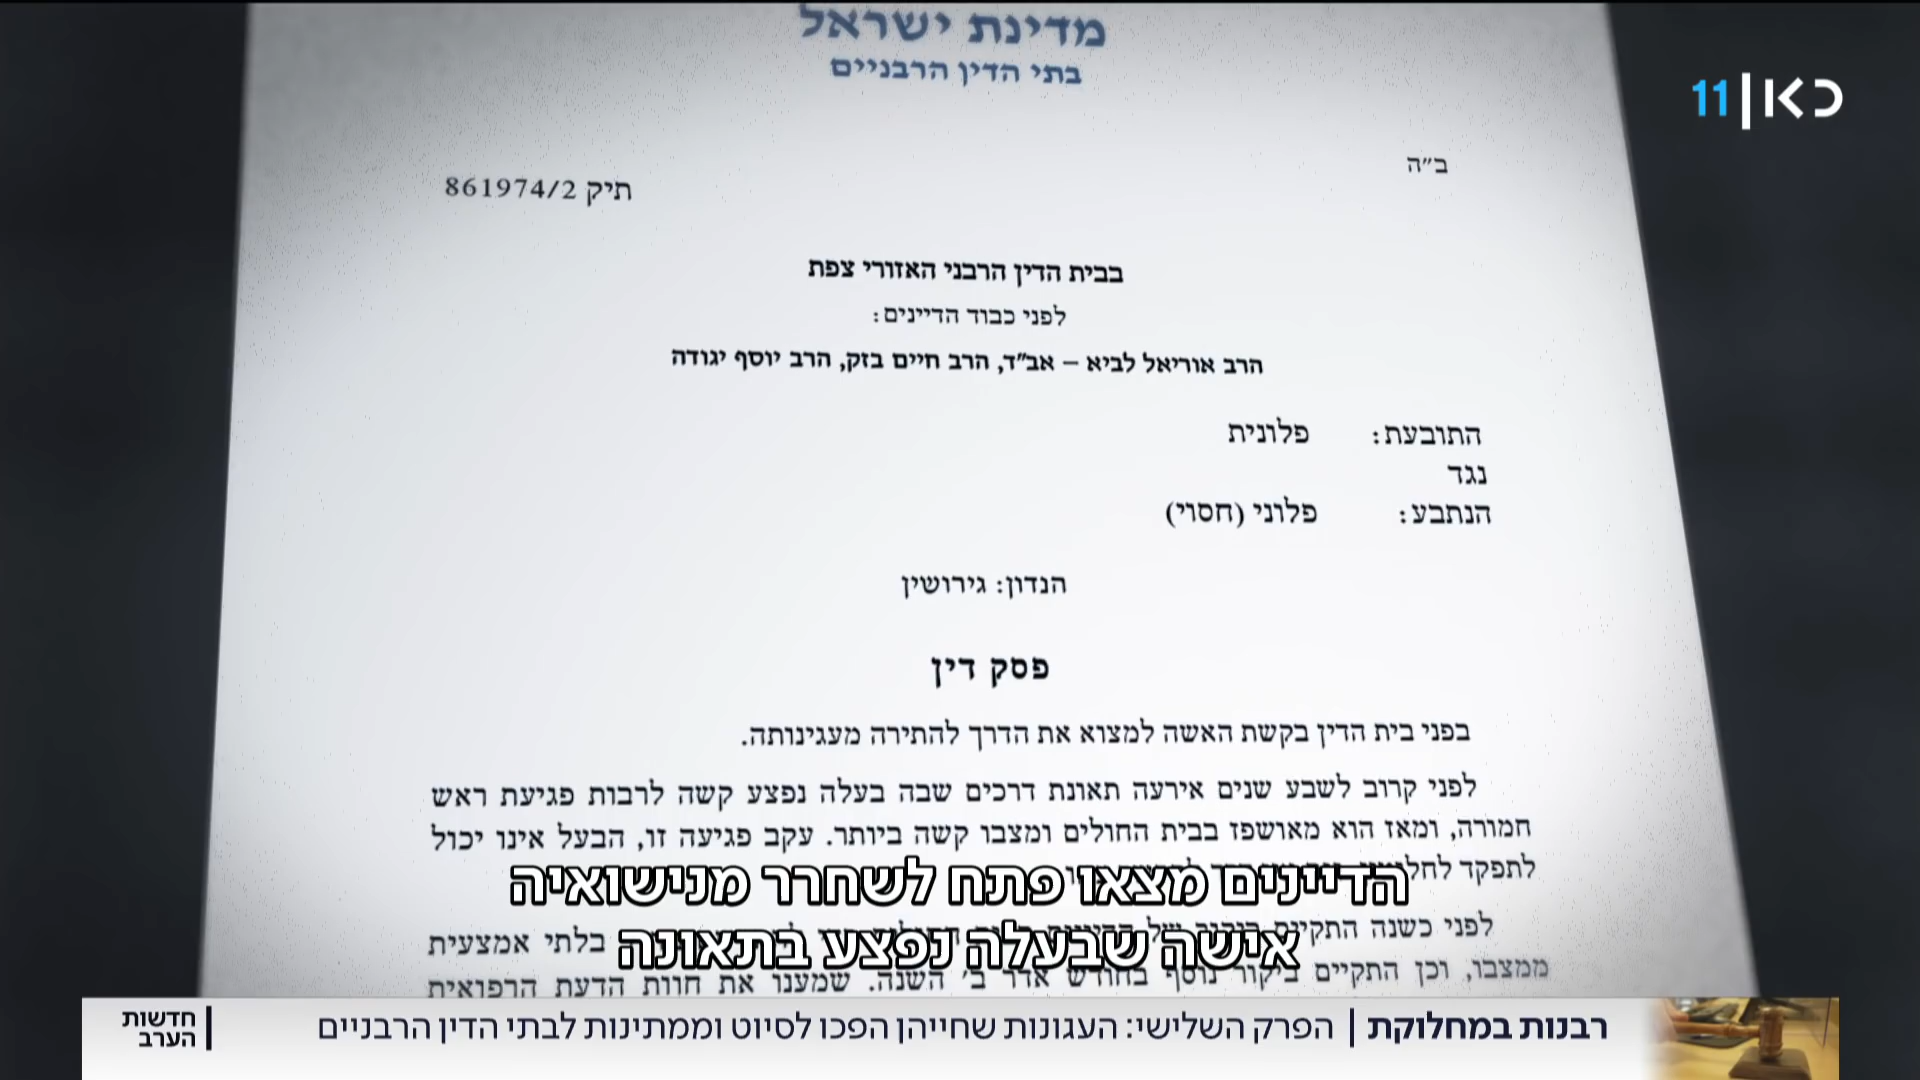 מדינת ישראל
בתי הדין הרבניים
כאן 11
ב״ה
תיק 861974/2
בבית הדין הרבני האזורי צפת
לפני כבוד הדיינים:
הרב אוריאל לביא – אב״ד, הרב חיים בזק, הרב יוסף יגודה
התובעת: פלונית
נגד
הנתבע: פלוני (חסוי)
הנדון: גירושין
פסק דין
בפני בית הדין בקשת האשה למצוא את הדרך להתירה מעגינותה.
לפני קרוב לשבע שנים אירעה תאונת דרכים שבה בעלה נפצע קשה לרבות פגיעת ראש
חמורה, ומאז הוא מאושפז בבית החולים ומצבו קשה ביותר. עקב פגיעה זו, הבעל אינו יכול
לתפקד
הדיינים מצאו פתח לשחרר מנישואיה
לפני כשנה התקיים ביקור של בלתי אמצעית
אישה שבעלה נפצע בתאונה
ממצבו, וכן התקיים ביקור נוסף בחודש אדר ב' השנה. שמענו את חוות הדעת הרפואית
רבנות במחלוקת | הפרק השלישי: העגונות שחייהן הפכו לסיוט וממתינות לבתי הדין הרבניים
חדשות
הערב